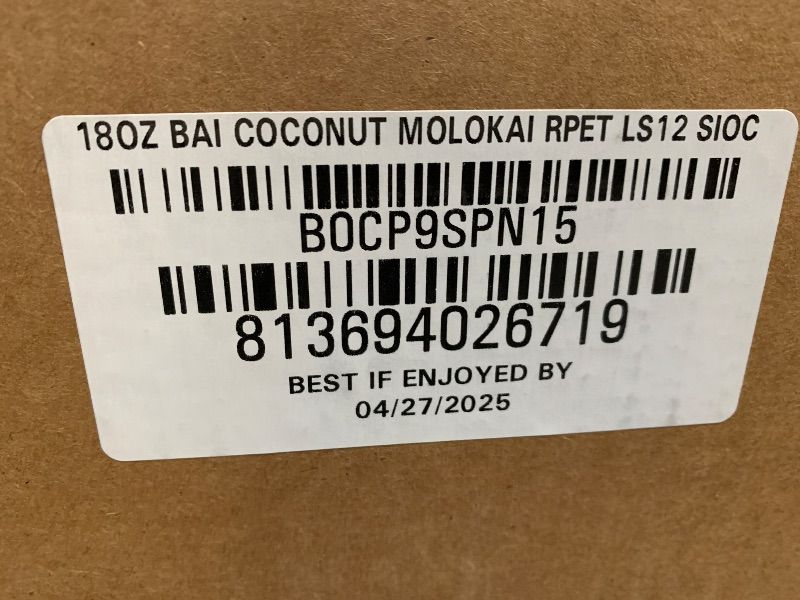 18OZ BAI COCONUT MOLOKAI RPET LS12 SIOC
B0CP9SPN15
813694026719
BEST IF ENJOYED BY
04/27/2025